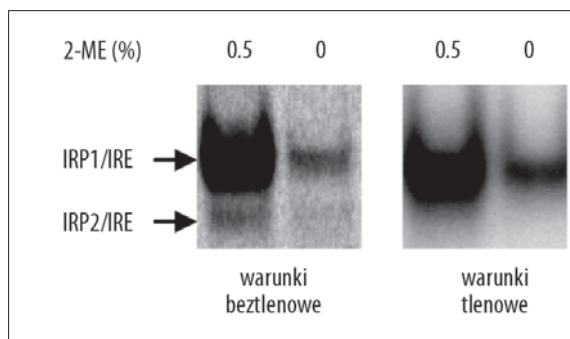 2-ME (%) 0.5 0 0.5 0
IRP1/IRE
IRP2/IRE
warunki warunki
beztlenowe tlenowe